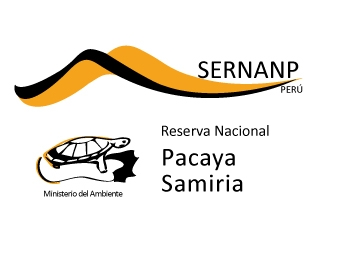 SERNANP
PERÚ
Reserva Nacional
Pacaya
Samiria
Ministerio del Ambiente